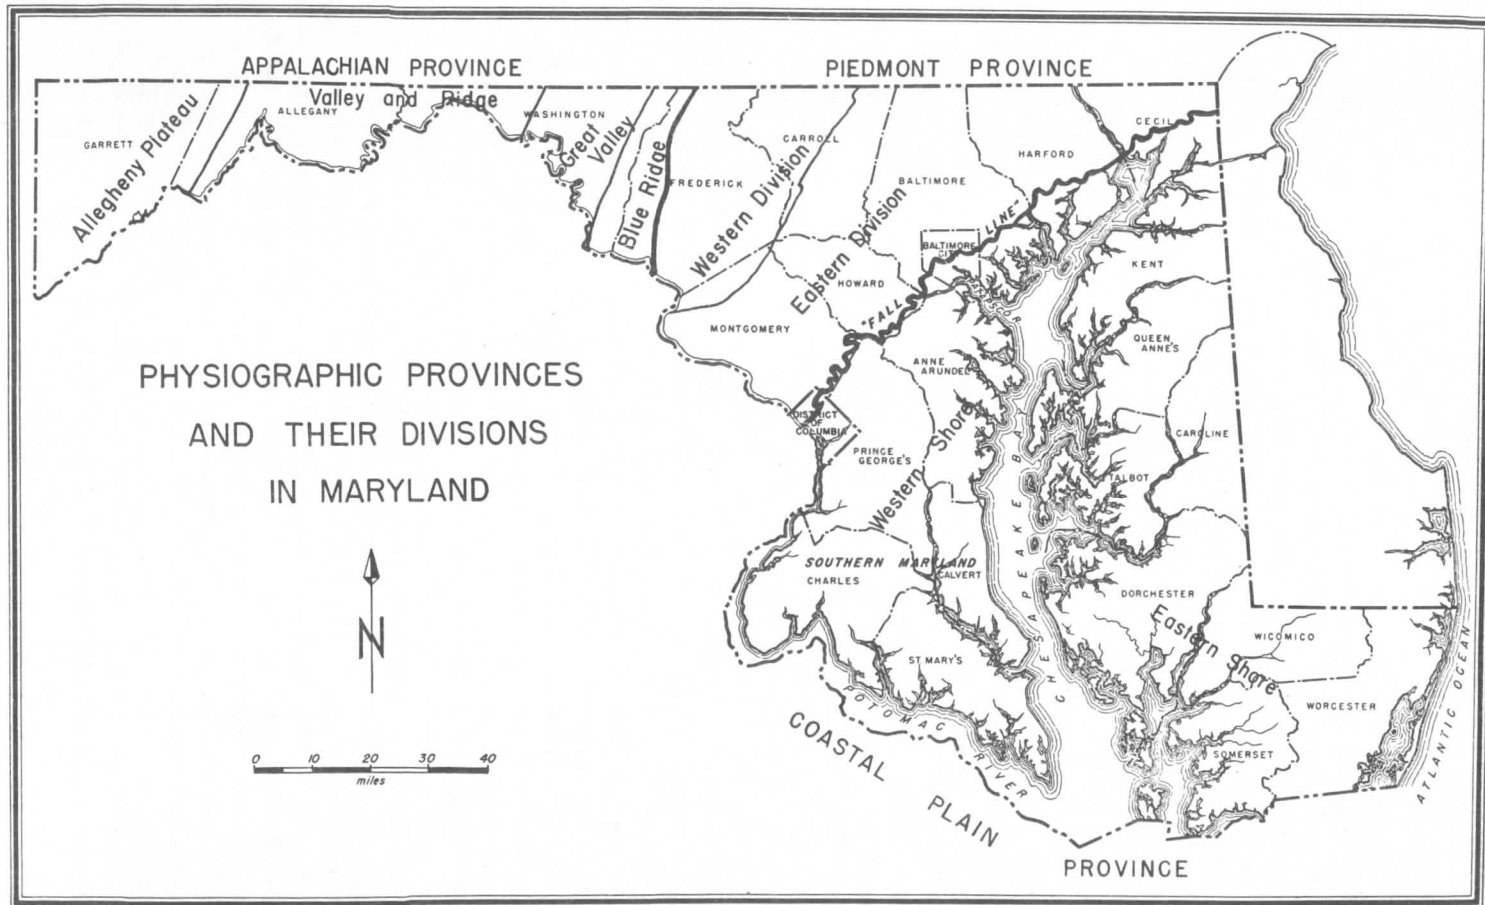 APPALACHIAN PROVINCE
PIEDMONT PROVINCE
Valley and Ridge
ALLEGANY
GARRETT
Allegheny Plateau
WASHINGTON
Great
Valley
Blue Ridge
FREDERICK
CARROLL
Western Division
BALTIMORE
HARFORD
CECIL
Eastern Division
HOWARD
BALTIMORE
CITY
"FALL LINE"
MONTGOMERY
KENT
QUEEN
ANNE'S
ANNE
ARUNDEL
DISTRICT
OF
COLUMBIA
PRINCE
GEORGE'S
Western Shore
CAROLINE
TALBOT
CHESAPEAKE BAY
SOUTHERN MARYLAND
CHARLES
CALVERT
ST MARY'S
DORCHESTER
Eastern Shore
WICOMICO
WORCESTER
SOMERSET
POTOMAC RIVER
ATLANTIC OCEAN
COASTAL PLAIN
PROVINCE
PHYSIOGRAPHIC PROVINCES
AND THEIR DIVISIONS
IN MARYLAND
N
0 10 20 30 40
miles